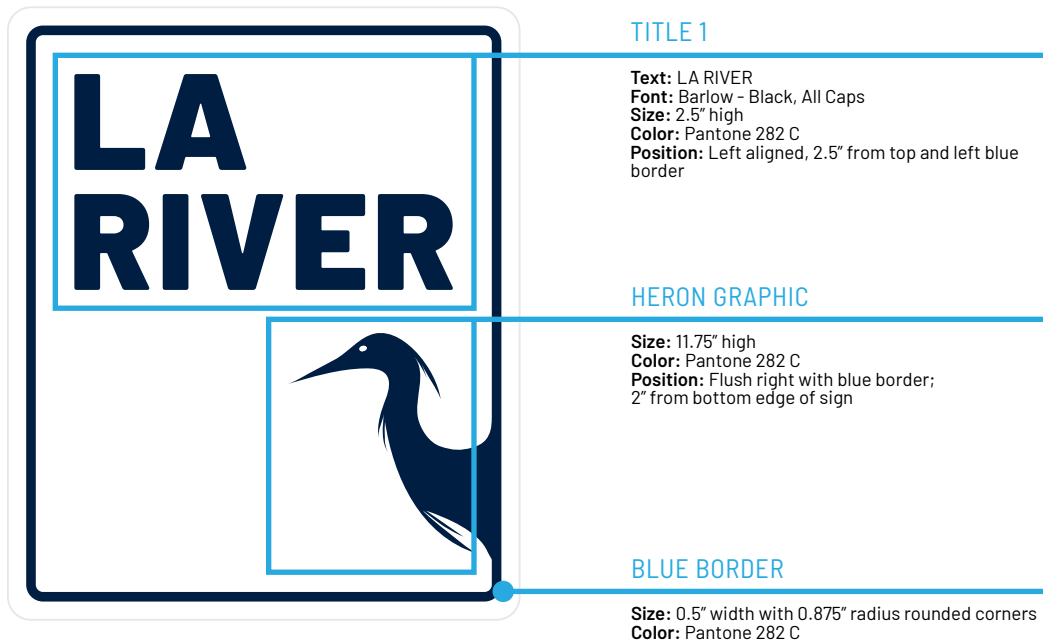 LA
RIVER
TITLE 1
Text: LA RIVER
Font: Barlow - Black, All Caps
Size: 2.5” high
Color: Pantone 282 C
Position: Left aligned, 2.5” from top and left blue
border
HERON GRAPHIC
Size: 11.75” high
Color: Pantone 282 C
Position: Flush right with blue border;
2” from bottom edge of sign
BLUE BORDER
Size: 0.5” width with 0.875” radius rounded corners
Color: Pantone 282 C